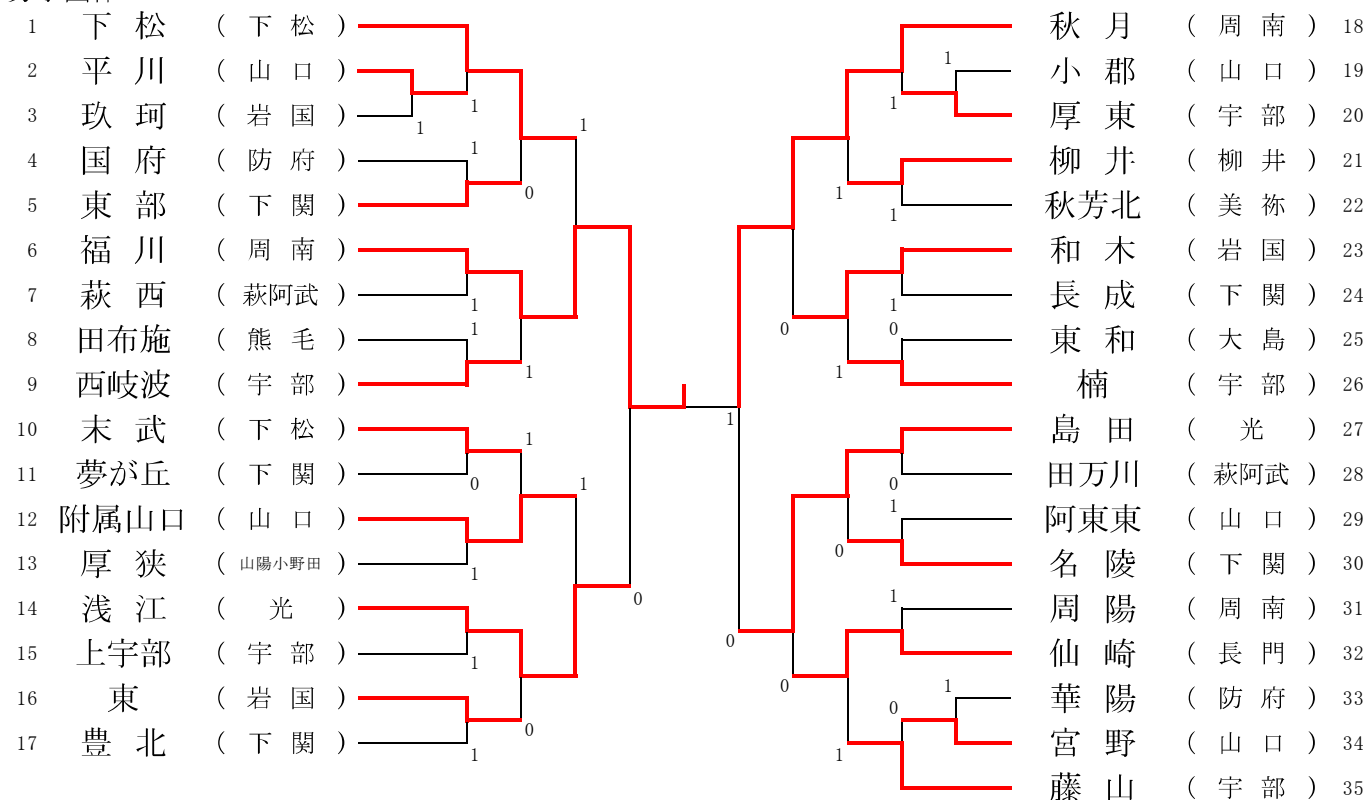 1 下 松 ( 下 松 )
2 平 川 ( 山 口 )
3 玖 珂 ( 岩 国 )
4 国 府 ( 防 府 )
5 東 部 ( 下 関 )
6 福 川 ( 周 南 )
7 萩 西 ( 萩阿武 )
8 田布施 ( 熊 毛 )
9 西岐波 ( 宇 部 )
10 末 武 ( 下 松 )
11 夢が丘 ( 下 関 )
12 附属山口 ( 山 口 )
13 厚 狭 ( 山陽小野田 )
14 浅 江 ( 光 )
15 上宇部 ( 宇 部 )
16 東 ( 岩 国 )
17 豊 北 ( 下 関 )
1
1
1
1
0
1
1
1
1
0
1
1
0
1
1
0
0
1
0
1
1
1
1
0
1
0
0
1
0
1
0
1
0
1
0
1
秋 月 ( 周 南 ) 18
小 郡 ( 山 口 ) 19
厚 東 ( 宇 部 ) 20
柳 井 ( 柳 井 ) 21
秋芳北 ( 美 祢 ) 22
和 木 ( 岩 国 ) 23
長 成 ( 下 関 ) 24
東 和 ( 大 島 ) 25
楠 ( 宇 部 ) 26
島 田 ( 光 ) 27
田万川 ( 萩阿武 ) 28
阿東東 ( 山 口 ) 29
名 陵 ( 下 関 ) 30
周 陽 ( 周 南 ) 31
仙 崎 ( 長 門 ) 32
華 陽 ( 防 府 ) 33
宮 野 ( 山 口 ) 34
藤 山 ( 宇 部 ) 35